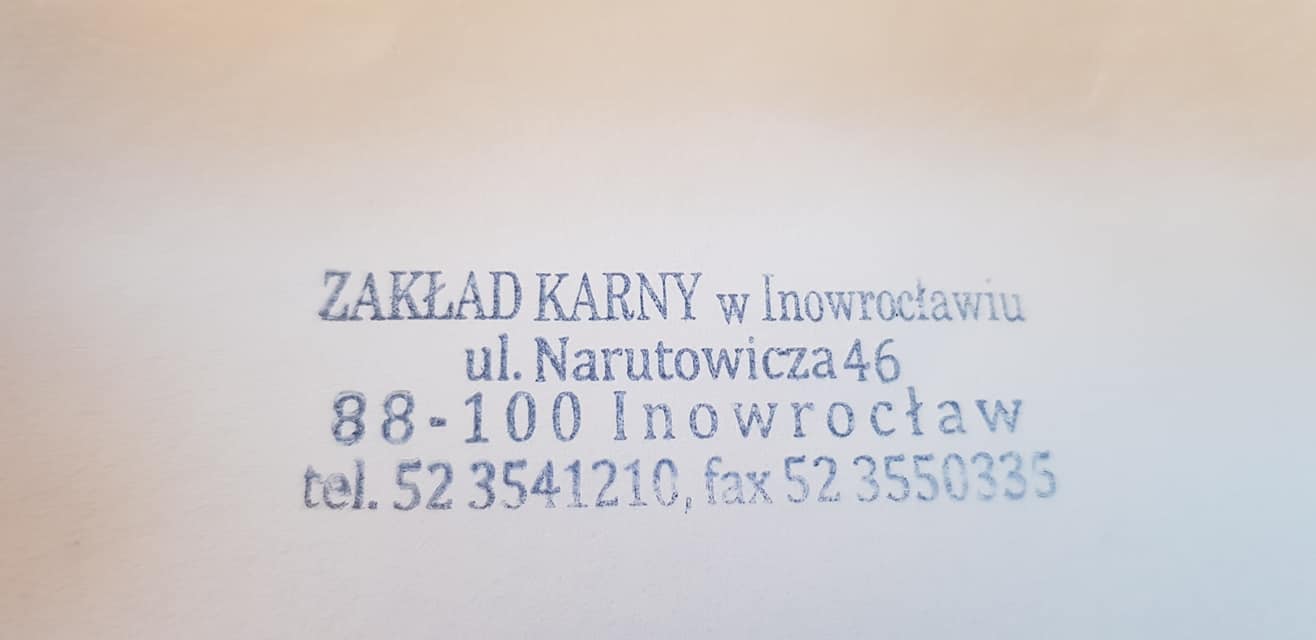 ZAKŁAD KARNY w Inowrocławiu
ul. Narutowicza 46
88-100 Inowrocław
tel. 52 3541210, fax 52 3550335